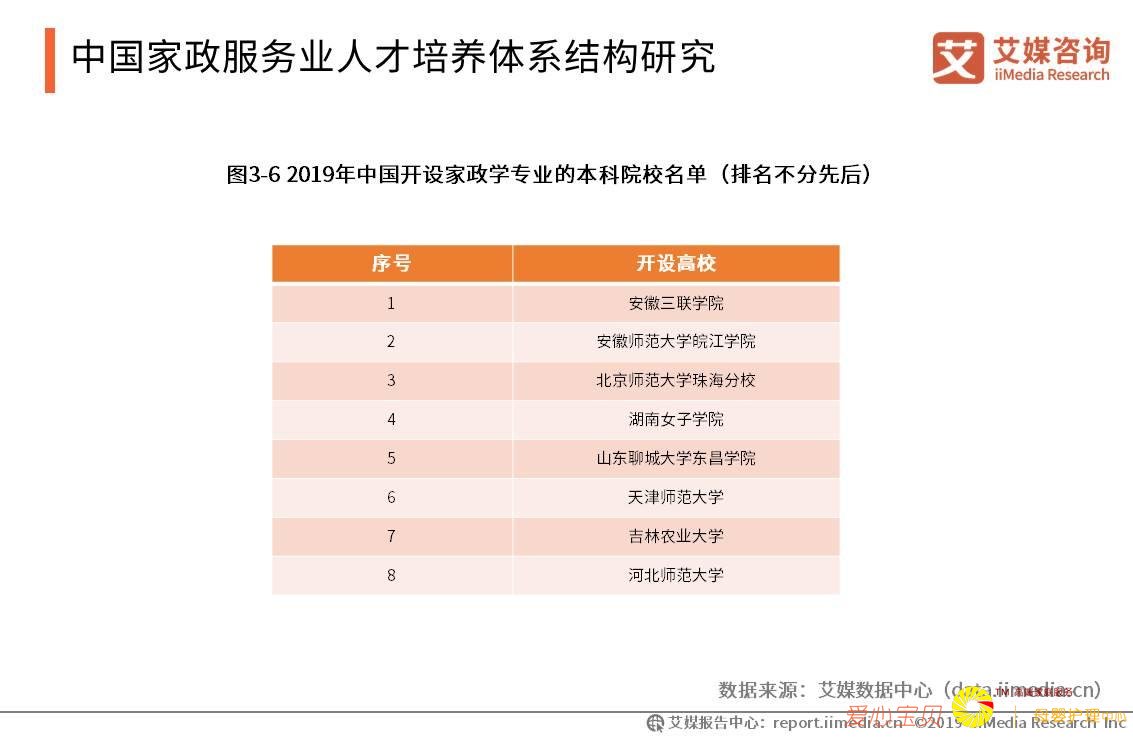 中国家政服务业人才培养体系结构研究
艾媒咨询
iiMedia Research
图3-6 2019年中国开设家政学专业的本科院校名单（排名不分先后）
序号 开设高校
1 安徽三联学院
2 安徽师范大学皖江学院
3 北京师范大学珠海分校
4 湖南女子学院
5 山东聊城大学东昌学院
6 天津师范大学
7 吉林农业大学
8 河北师范大学
数据来源：艾媒数据中心（data.iimedia.cn）
艾媒报告中心：report.iimedia.cn ©2019 iiMedia Research Inc
爱心宝贝
母婴护理中心